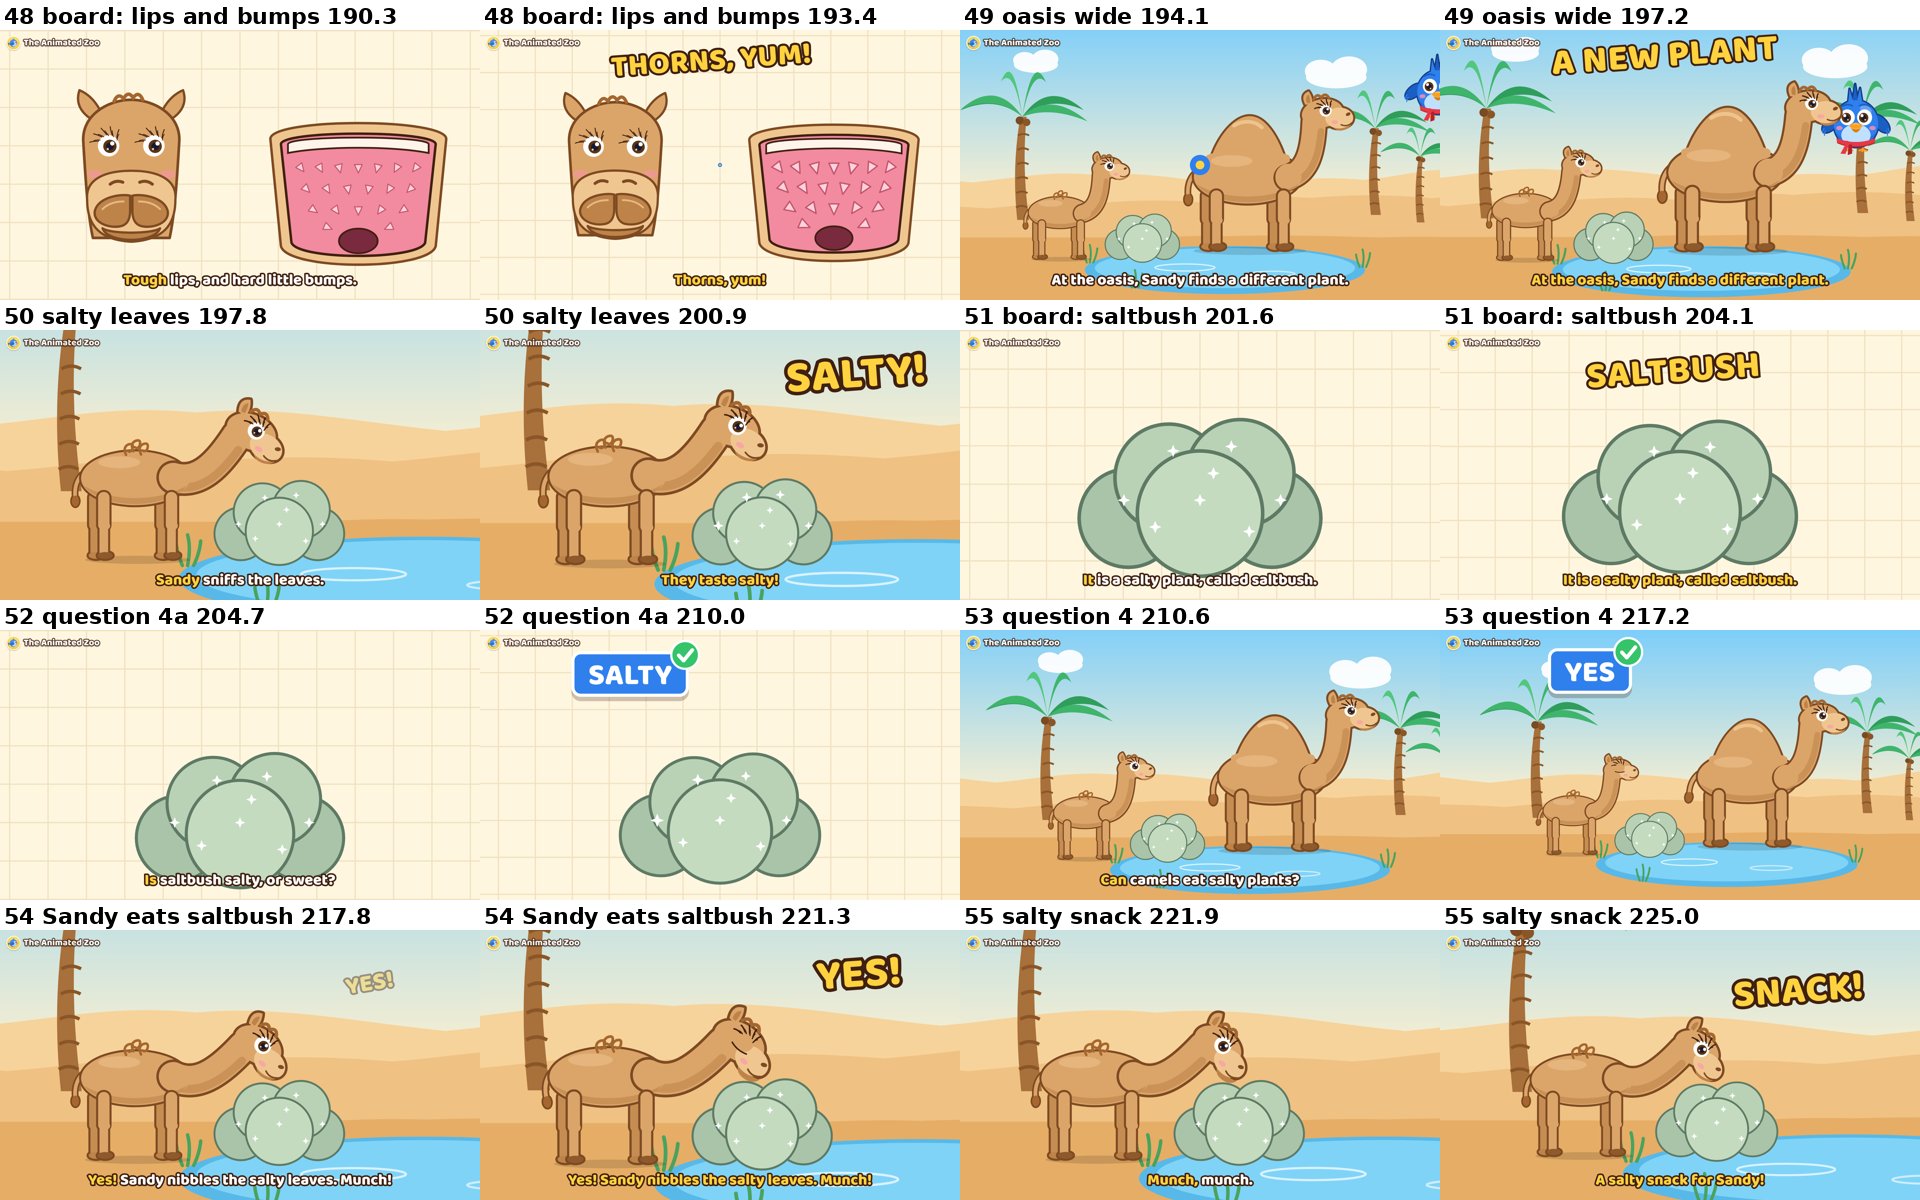 48 board: lips and bumps 190.3
The Animated Zoo
Tough lips, and hard little bumps.
48 board: lips and bumps 193.4
The Animated Zoo
THORNS, YUM!
Thorns, yum!
49 oasis wide 194.1
The Animated Zoo
At the oasis, Sandy finds a different plant.
49 oasis wide 197.2
The Animated Zoo
A NEW PLANT
At the oasis, Sandy finds a different plant.
50 salty leaves 197.8
The Animated Zoo
Sandy sniffs the leaves.
50 salty leaves 200.9
The Animated Zoo
SALTY!
They taste salty!
51 board: saltbush 201.6
The Animated Zoo
It is a salty plant, called saltbush.
51 board: saltbush 204.1
The Animated Zoo
SALTBUSH
It is a salty plant, called saltbush.
52 question 4a 204.7
The Animated Zoo
Is saltbush salty, or sweet?
52 question 4a 210.0
The Animated Zoo
SALTY
53 question 4 210.6
The Animated Zoo
Can camels eat salty plants?
53 question 4 217.2
The Animated Zoo
YES
54 Sandy eats saltbush 217.8
The Animated Zoo
YES!
Yes! Sandy nibbles the salty leaves. Munch!
54 Sandy eats saltbush 221.3
The Animated Zoo
YES!
Yes! Sandy nibbles the salty leaves. Munch!
55 salty snack 221.9
The Animated Zoo
Munch, munch.
55 salty snack 225.0
The Animated Zoo
SNACK!
A salty snack for Sandy!